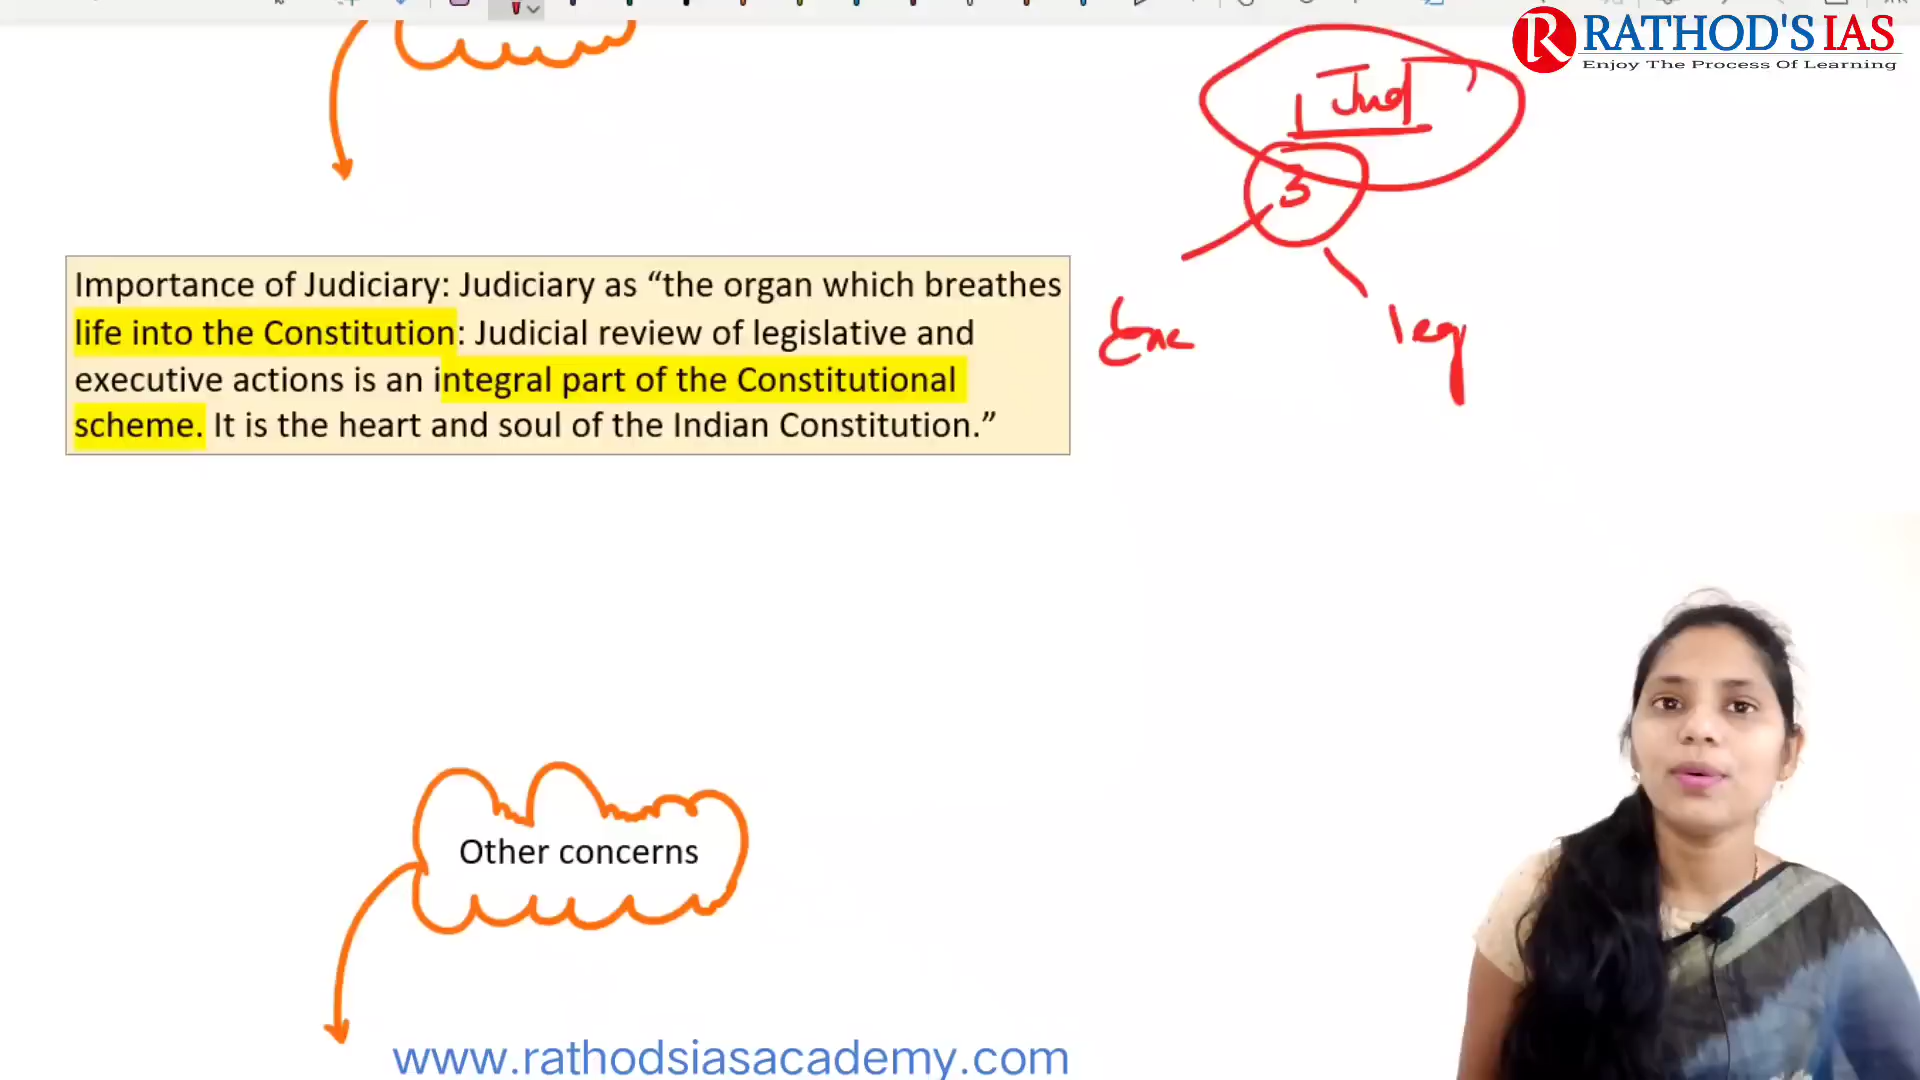 RATHOD'S IAS
Enjoy The Process Of Learning
Jud
3
Exe
leg
Importance of Judiciary: Judiciary as “the organ which breathes
life into the Constitution: Judicial review of legislative and
executive actions is an integral part of the Constitutional
scheme. It is the heart and soul of the Indian Constitution.”
Other concerns
www.rathodsiasacademy.com